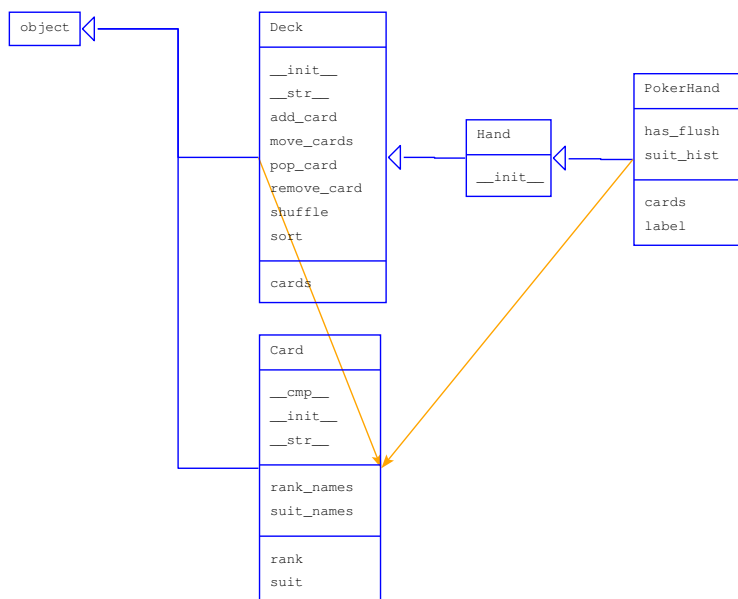 object
Deck
__init__
__str__
add_card
move_cards
pop_card
remove_card
shuffle
sort
cards
Hand
__init__
PokerHand
has_flush
suit_hist
cards
label
Card
__cmp__
__init__
__str__
rank_names
suit_names
rank
suit